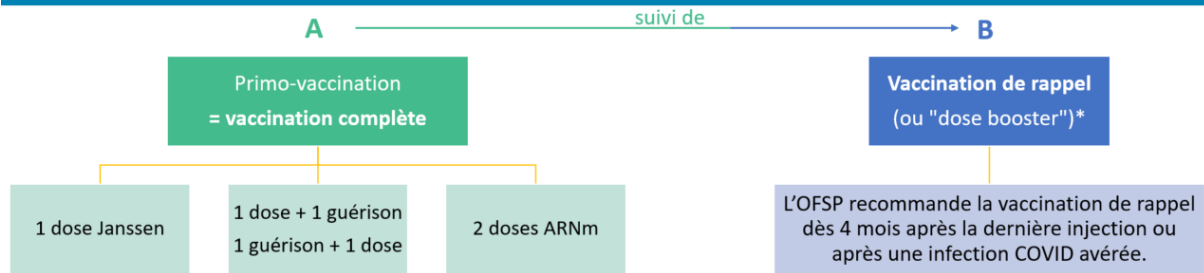 A
suivi de
B
Primo-vaccination
= vaccination complète
Vaccination de rappel
(ou "dose booster")*
1 dose Janssen
1 dose + 1 guérison
1 guérison + 1 dose
2 doses ARNm
L'OFSP recommande la vaccination de rappel
dès 4 mois après la dernière injection ou
après une infection COVID avérée.